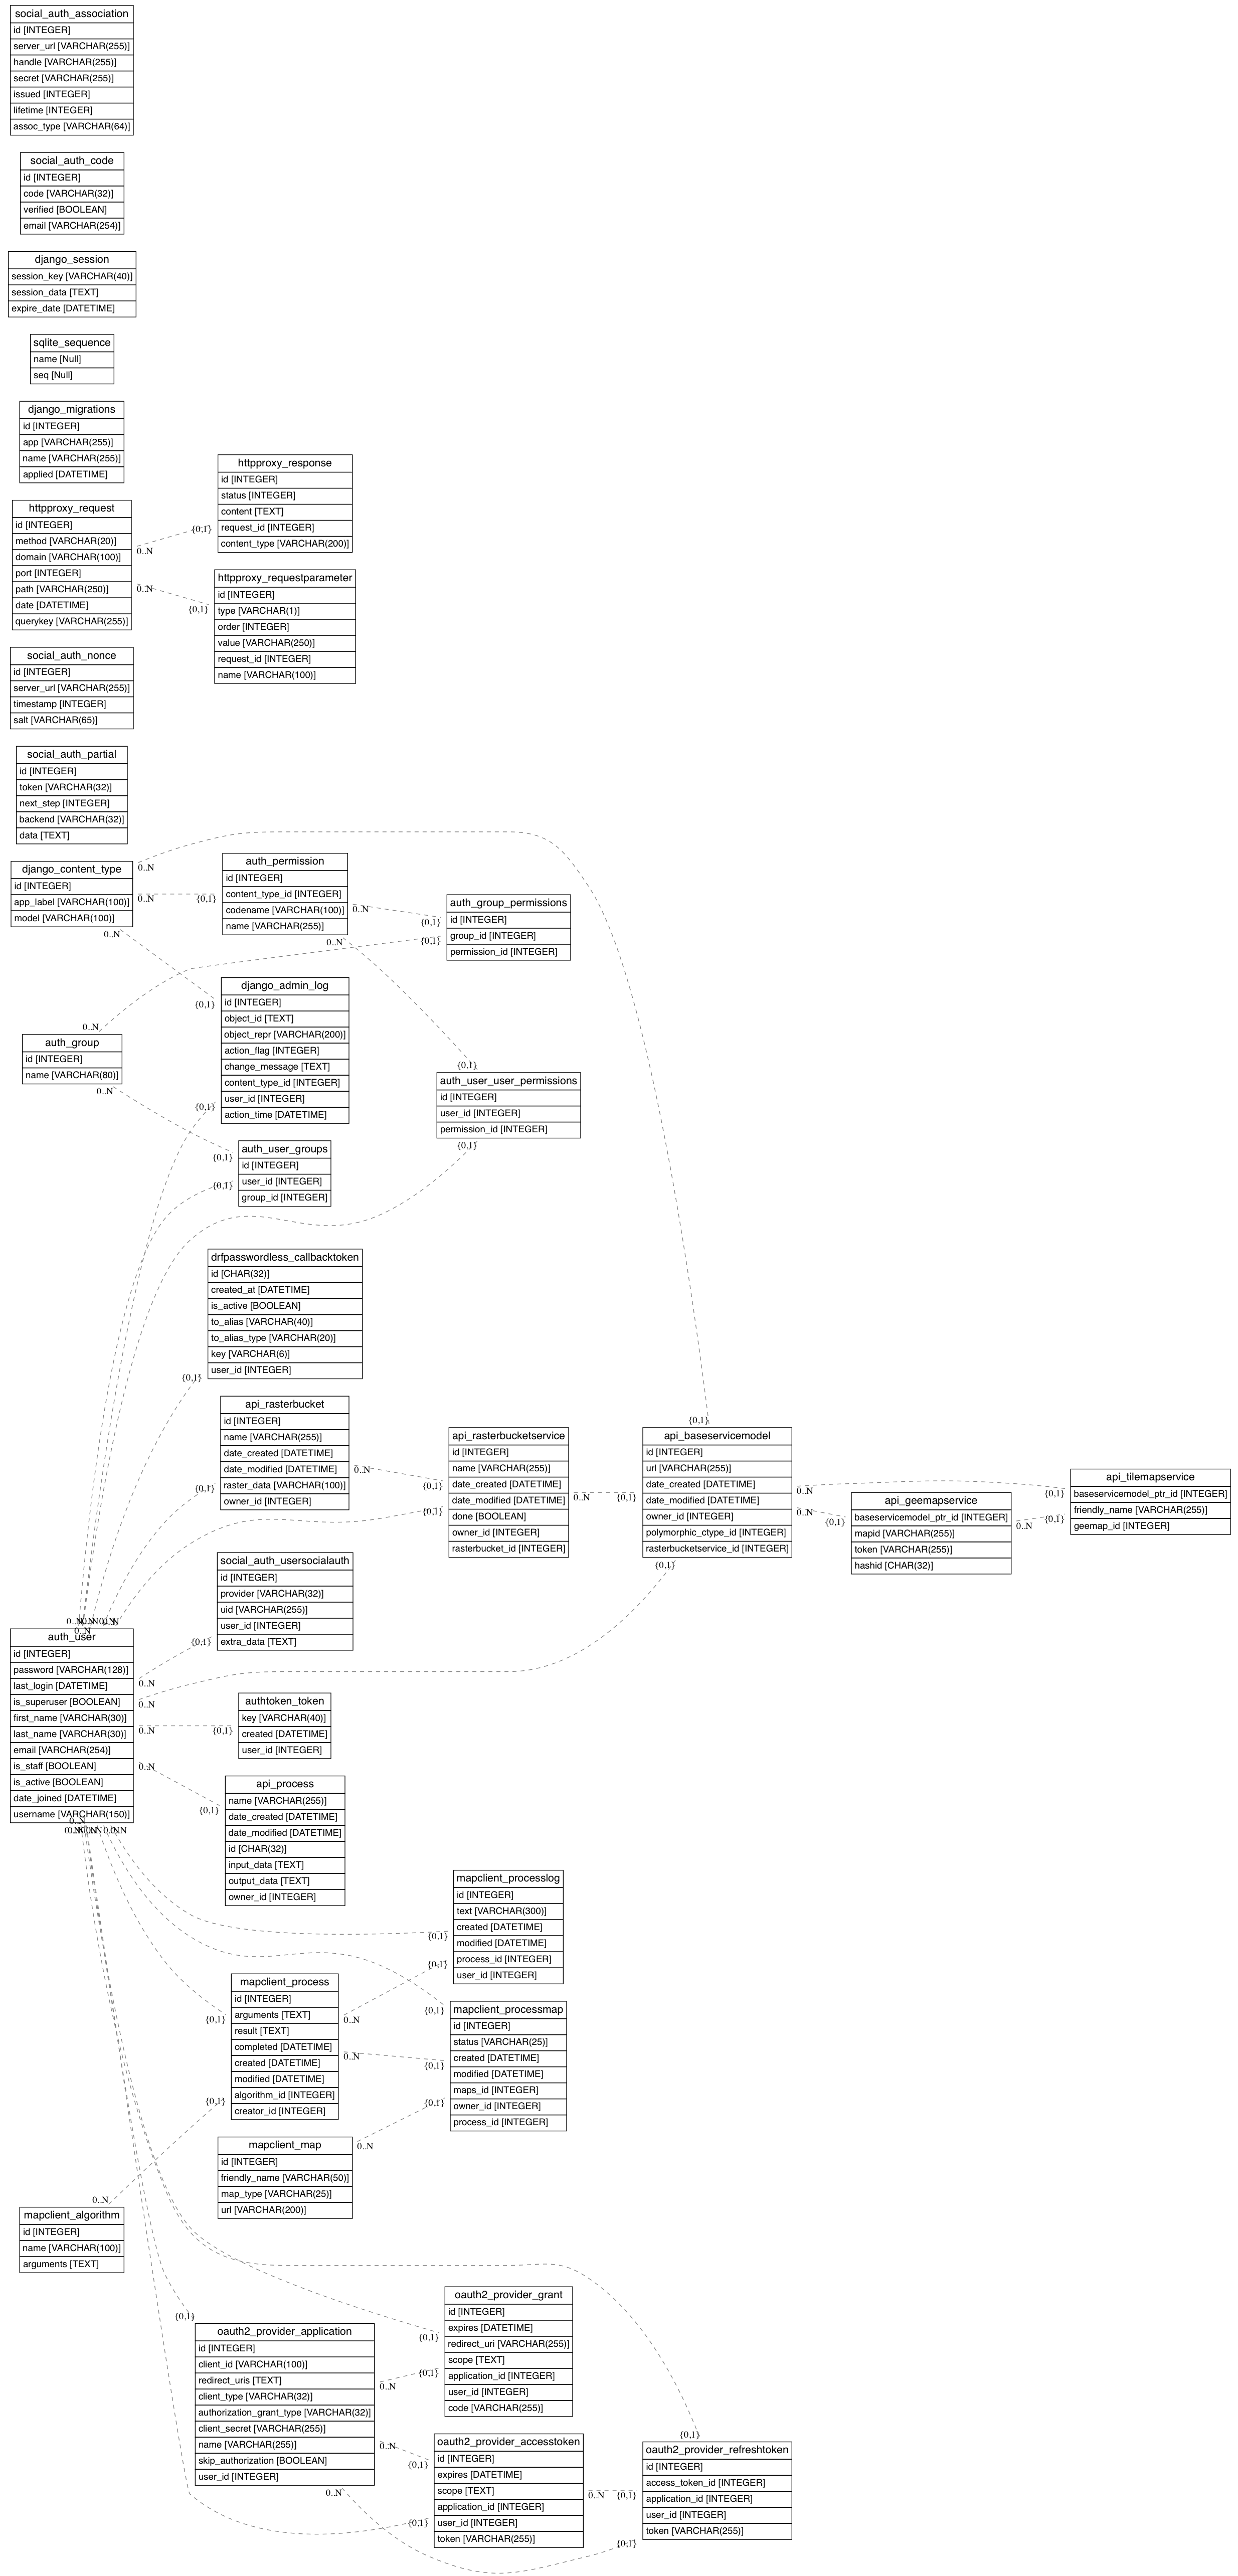 social_auth_association
id [INTEGER]
server_url [VARCHAR(255)]
handle [VARCHAR(255)]
secret [VARCHAR(255)]
issued [INTEGER]
lifetime [INTEGER]
assoc_type [VARCHAR(64)]
social_auth_code
id [INTEGER]
code [VARCHAR(32)]
verified [BOOLEAN]
email [VARCHAR(254)]
django_session
session_key [VARCHAR(40)]
session_data [TEXT]
expire_date [DATETIME]
sqlite_sequence
name [Null]
seq [Null]
django_migrations
id [INTEGER]
app [VARCHAR(255)]
name [VARCHAR(255)]
applied [DATETIME]
httpproxy_request
id [INTEGER]
method [VARCHAR(20)]
domain [VARCHAR(100)]
port [INTEGER]
path [VARCHAR(250)]
date [DATETIME]
querykey [VARCHAR(255)]
0..N
0..N
{0,1}
{0,1}
httpproxy_response
id [INTEGER]
status [INTEGER]
content [TEXT]
request_id [INTEGER]
content_type [VARCHAR(200)]
httpproxy_requestparameter
id [INTEGER]
type [VARCHAR(1)]
order [INTEGER]
value [VARCHAR(250)]
request_id [INTEGER]
name [VARCHAR(100)]
social_auth_nonce
id [INTEGER]
server_url [VARCHAR(255)]
timestamp [INTEGER]
salt [VARCHAR(65)]
social_auth_partial
id [INTEGER]
token [VARCHAR(32)]
next_step [INTEGER]
backend [VARCHAR(32)]
data [TEXT]
django_content_type
id [INTEGER]
app_label [VARCHAR(100)]
model [VARCHAR(100)]
0..N
0..N
0..N
{0,1}
{0,1}
auth_permission
id [INTEGER]
content_type_id [INTEGER]
codename [VARCHAR(100)]
name [VARCHAR(255)]
0..N
0..N
{0,1}
{0,1}
auth_group_permissions
id [INTEGER]
group_id [INTEGER]
permission_id [INTEGER]
django_admin_log
id [INTEGER]
object_id [TEXT]
object_repr [VARCHAR(200)]
action_flag [INTEGER]
change_message [TEXT]
content_type_id [INTEGER]
user_id [INTEGER]
action_time [DATETIME]
{0,1}
0..N
auth_group
id [INTEGER]
name [VARCHAR(80)]
0..N
{0,1}
auth_user_user_permissions
id [INTEGER]
user_id [INTEGER]
permission_id [INTEGER]
{0,1}
auth_user_groups
id [INTEGER]
user_id [INTEGER]
group_id [INTEGER]
{0,1}
{0,1}
drfpasswordless_callbacktoken
id [CHAR(32)]
created_at [DATETIME]
is_active [BOOLEAN]
to_alias [VARCHAR(40)]
to_alias_type [VARCHAR(20)]
key [VARCHAR(6)]
user_id [INTEGER]
{0,1}
api_rasterbucket
id [INTEGER]
name [VARCHAR(255)]
date_created [DATETIME]
date_modified [DATETIME]
raster_data [VARCHAR(100)]
owner_id [INTEGER]
{0,1}
0..N
{0,1}
{0,1}
api_rasterbucketservice
id [INTEGER]
name [VARCHAR(255)]
date_created [DATETIME]
date_modified [DATETIME]
done [BOOLEAN]
owner_id [INTEGER]
rasterbucket_id [INTEGER]
0..N
{0,1}
{0,1}
api_baseservicemodel
id [INTEGER]
url [VARCHAR(255)]
date_created [DATETIME]
date_modified [DATETIME]
owner_id [INTEGER]
polymorphic_ctype_id [INTEGER]
rasterbucketservice_id [INTEGER]
{0,1}
0..N
0..N
{0,1}
api_geemapservice
baseservicemodel_ptr_id [INTEGER]
mapid [VARCHAR(255)]
token [VARCHAR(255)]
hashid [CHAR(32)]
0..N
{0,1}
{0,1}
api_tilemapservice
baseservicemodel_ptr_id [INTEGER]
friendly_name [VARCHAR(255)]
geemap_id [INTEGER]
social_auth_usersocialauth
id [INTEGER]
provider [VARCHAR(32)]
uid [VARCHAR(255)]
user_id [INTEGER]
extra_data [TEXT]
{0,1}
auth_user
id [INTEGER]
password [VARCHAR(128)]
last_login [DATETIME]
is_superuser [BOOLEAN]
first_name [VARCHAR(30)]
last_name [VARCHAR(30)]
email [VARCHAR(254)]
is_staff [BOOLEAN]
is_active [BOOLEAN]
date_joined [DATETIME]
username [VARCHAR(150)]
0..N
0..N
0..N
0..N
0..N
0..N
authtoken_token
key [VARCHAR(40)]
created [DATETIME]
user_id [INTEGER]
{0,1}
api_process
name [VARCHAR(255)]
date_created [DATETIME]
date_modified [DATETIME]
id [CHAR(32)]
input_data [TEXT]
output_data [TEXT]
owner_id [INTEGER]
{0,1}
mapclient_processlog
id [INTEGER]
text [VARCHAR(300)]
created [DATETIME]
modified [DATETIME]
process_id [INTEGER]
user_id [INTEGER]
{0,1}
{0,1}
mapclient_process
id [INTEGER]
arguments [TEXT]
result [TEXT]
completed [DATETIME]
created [DATETIME]
modified [DATETIME]
algorithm_id [INTEGER]
creator_id [INTEGER]
{0,1}
{0,1}
0..N
0..N
mapclient_processmap
id [INTEGER]
status [VARCHAR(25)]
created [DATETIME]
modified [DATETIME]
maps_id [INTEGER]
owner_id [INTEGER]
process_id [INTEGER]
{0,1}
{0,1}
{0,1}
mapclient_map
id [INTEGER]
friendly_name [VARCHAR(50)]
map_type [VARCHAR(25)]
url [VARCHAR(200)]
0..N
0..N
mapclient_algorithm
id [INTEGER]
name [VARCHAR(100)]
arguments [TEXT]
oauth2_provider_grant
id [INTEGER]
expires [DATETIME]
redirect_uri [VARCHAR(255)]
scope [TEXT]
application_id [INTEGER]
user_id [INTEGER]
code [VARCHAR(255)]
{0,1}
{0,1}
{0,1}
oauth2_provider_application
id [INTEGER]
client_id [VARCHAR(100)]
redirect_uris [TEXT]
client_type [VARCHAR(32)]
authorization_grant_type [VARCHAR(32)]
client_secret [VARCHAR(255)]
name [VARCHAR(255)]
skip_authorization [BOOLEAN]
user_id [INTEGER]
0..N
0..N
0..N
oauth2_provider_accesstoken
id [INTEGER]
expires [DATETIME]
scope [TEXT]
application_id [INTEGER]
user_id [INTEGER]
token [VARCHAR(255)]
{0,1}
{0,1}
0..N
{0,1}
{0,1}
oauth2_provider_refreshtoken
id [INTEGER]
access_token_id [INTEGER]
application_id [INTEGER]
user_id [INTEGER]
token [VARCHAR(255)]
{0,1}